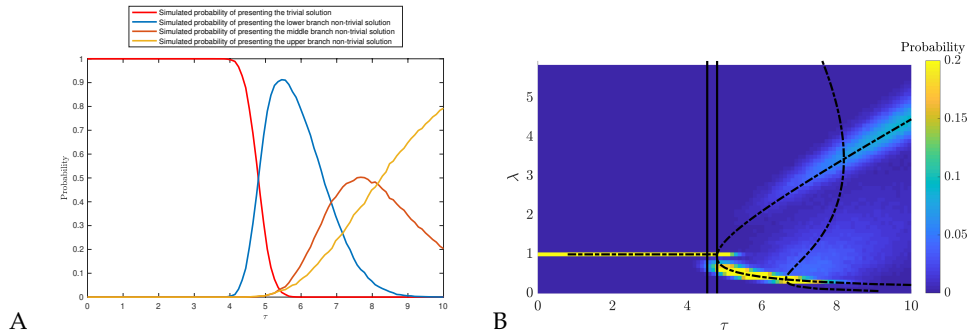 Simulated probability of presenting the trivial solution
Simulated probability of presenting the lower branch non-trivial solution
Simulated probability of presenting the middle branch non-trivial solution
Simulated probability of presenting the upper branch non-trivial solution
1
0.9
0.8
0.7
0.6
0.5
0.4
0.3
0.2
0.1
0
Probability
0 1 2 3 4 5 6 7 8 9 10
τ
A
Probability
0.2
0.15
0.1
0.05
0
5
4
3
2
1
0
λ
0 2 4 6 8 10
τ
B